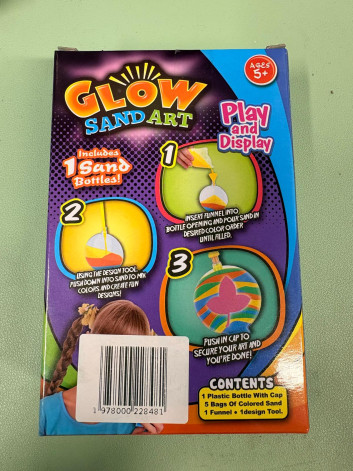 AGES
5+
GLOW
SAND ART
Play
and
Display
Includes
1 Sand
Bottles!
1
INSERT FUNNEL INTO
BOTTLE OPENING AND POUR SAND IN
DESIRED COLOR ORDER
UNTIL FILLED.
2
USING THE DESIGN TOOL,
PUSH DOWN INTO SAND TO MIX
COLORS, AND CREATE FUN
DESIGNS!
3
PUSH IN CAP TO
SECURE YOUR ART AND
YOU'RE DONE!
CONTENTS
1 Plastic Bottle With Cap
5 Bags Of Colored Sand
1 Funnel • 1design Tool.
1 978000 228481